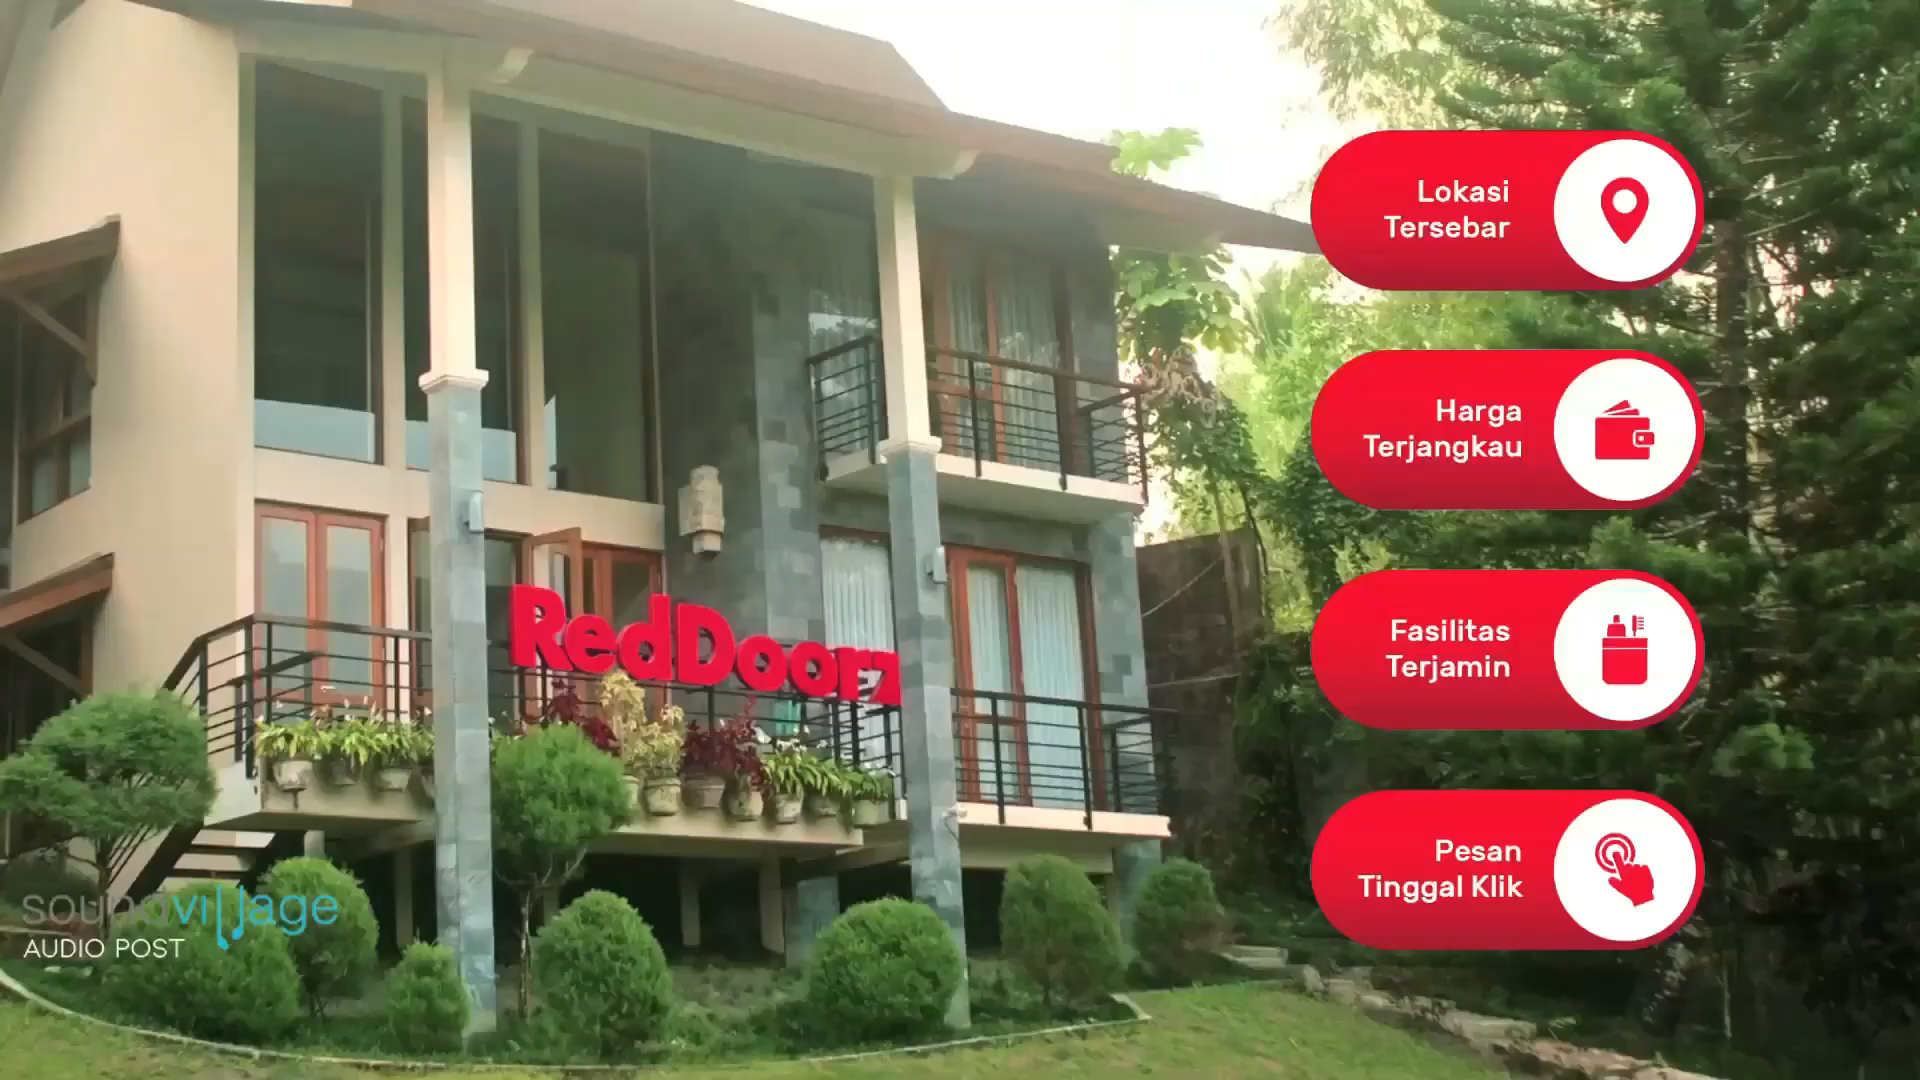 Lokasi
Tersebar
Harga
Terjangkau
RedDoorz
Fasilitas
Terjamin
Pesan
Tinggal Klik
soundvillage
AUDIO POST